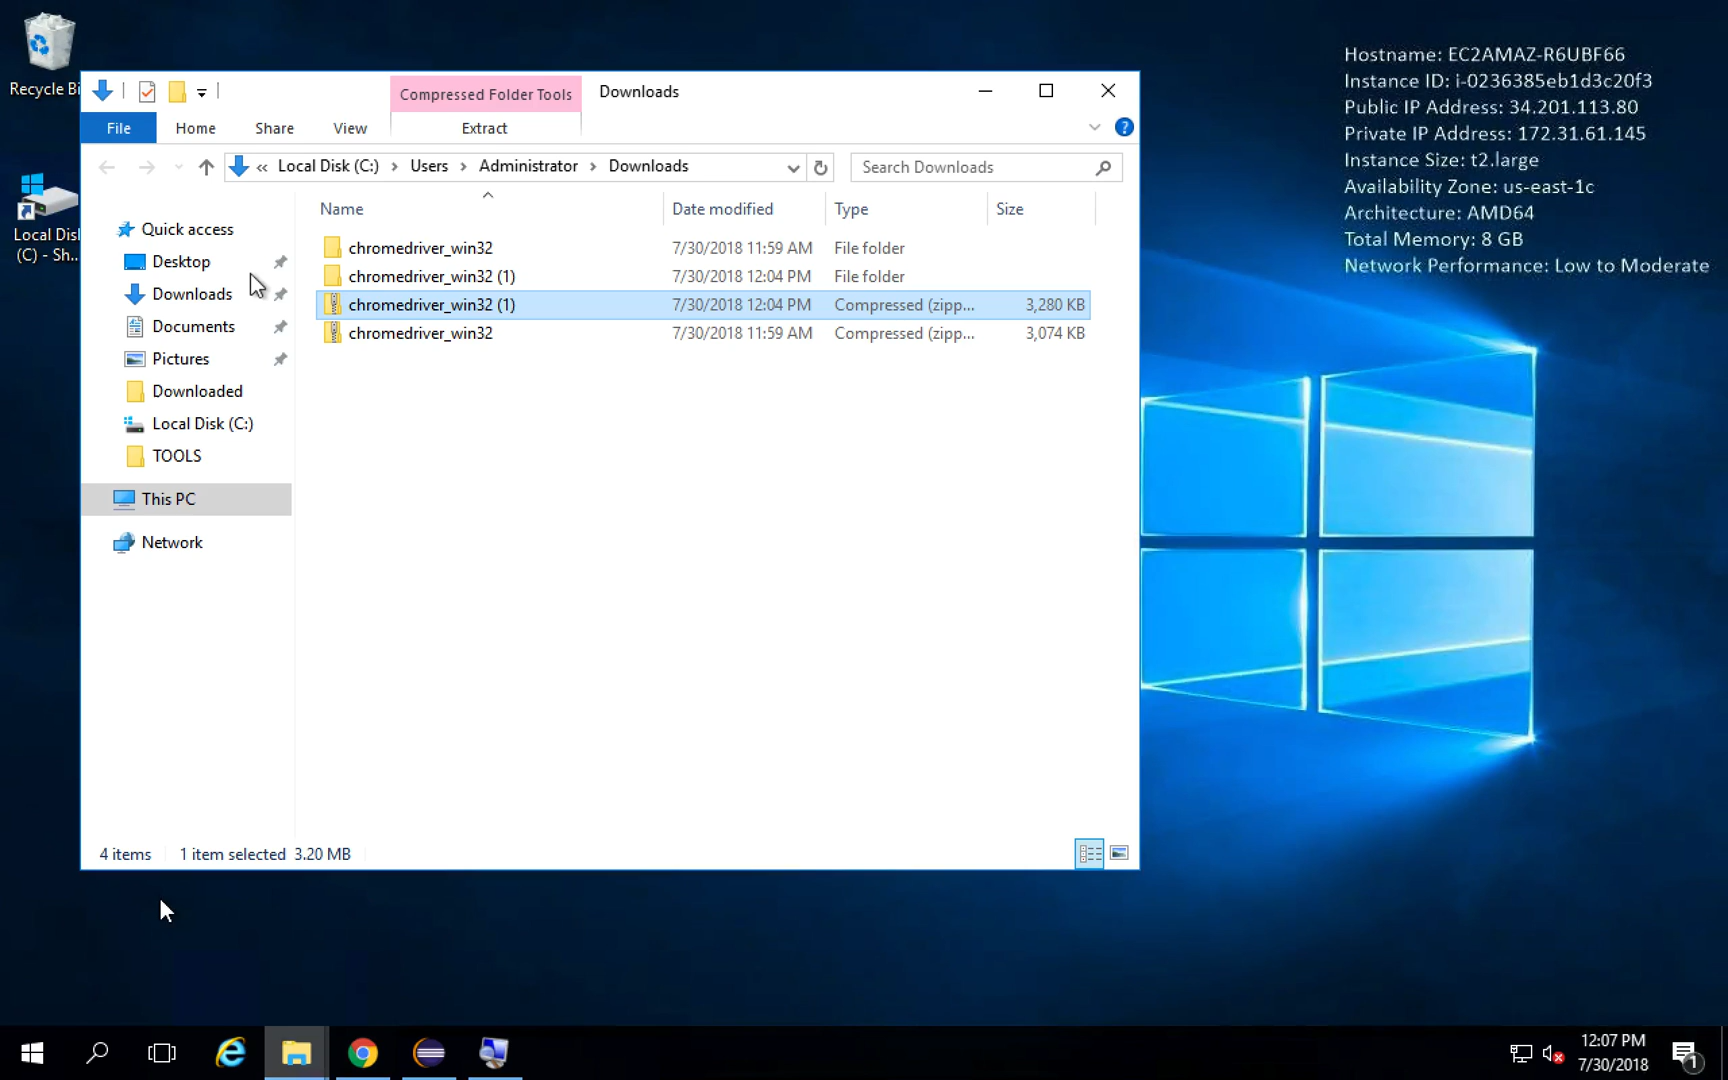 Recycle Bi
Local Disl
(C) - Sh...
Hostname: EC2AMAZ-R6UBF66
Instance ID: i-0236385eb1d3c20f3
Public IP Address: 34.201.113.80
Private IP Address: 172.31.61.145
Instance Size: t2.large
Availability Zone: us-east-1c
Architecture: AMD64
Total Memory: 8 GB
Network Performance: Low to Moderate
Compressed Folder Tools
Downloads
File
Home
Share
View
Extract
« Local Disk (C:) › Users › Administrator › Downloads
Search Downloads
Name
Date modified
Type
Size
Quick access
Desktop
Downloads
Documents
Pictures
Downloaded
Local Disk (C:)
TOOLS
This PC
Network
chromedriver_win32 7/30/2018 11:59 AM File folder
chromedriver_win32 (1) 7/30/2018 12:04 PM File folder
chromedriver_win32 (1) 7/30/2018 12:04 PM Compressed (zipp... 3,280 KB
chromedriver_win32 7/30/2018 11:59 AM Compressed (zipp... 3,074 KB
4 items
1 item selected 3.20 MB
12:07 PM
7/30/2018
1